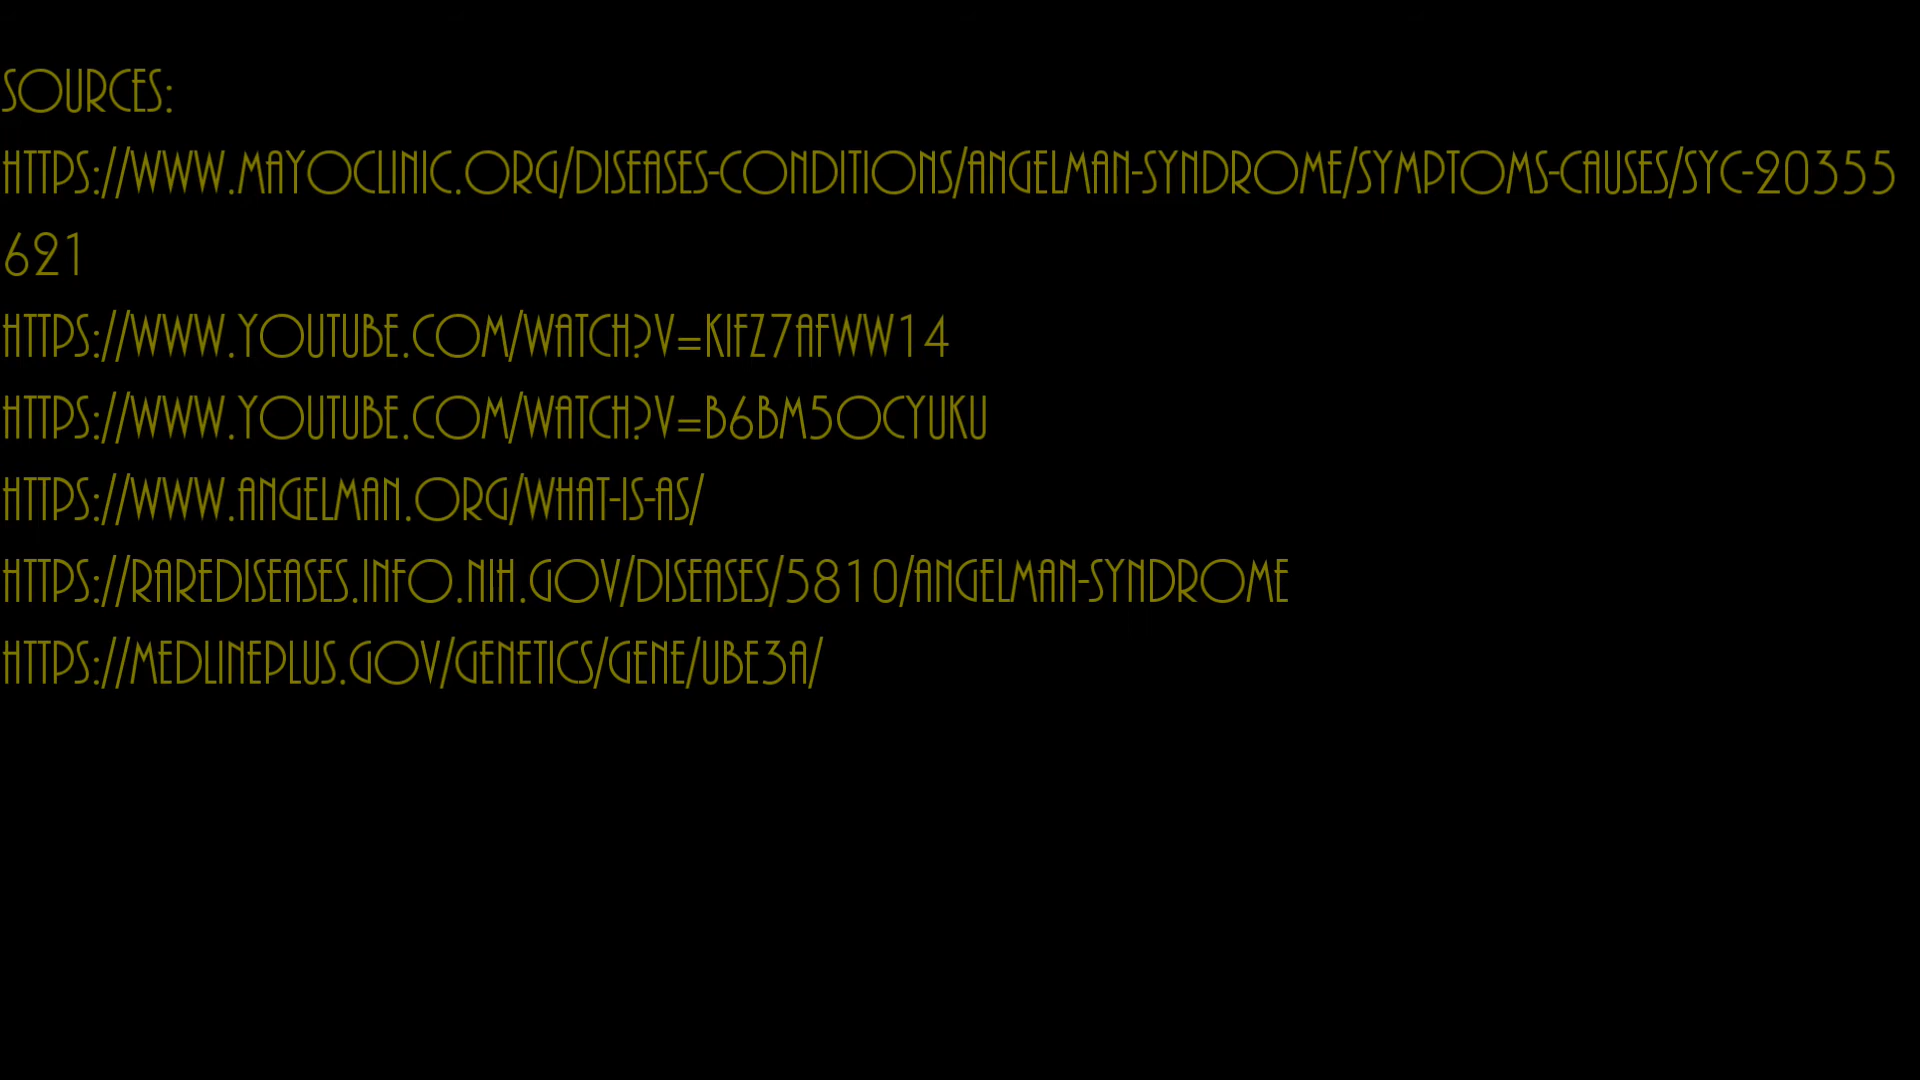 SOURCES:
HTTPS://WWW.MAYOCLINIC.ORG/DISEASES-CONDITIONS/ANGELMAN-SYNDROME/SYMPTOMS-CAUSES/SYC-20355
621
HTTPS://WWW.YOUTUBE.COM/WATCH?V=KIFZ7AFWW14
HTTPS://WWW.YOUTUBE.COM/WATCH?V=B6BM5OCYUKU
HTTPS://WWW.ANGELMAN.ORG/WHAT-IS-AS/
HTTPS://RAREDISEASES.INFO.NIH.GOV/DISEASES/5810/ANGELMAN-SYNDROME
HTTPS://MEDLINEPLUS.GOV/GENETICS/GENE/UBE3A/